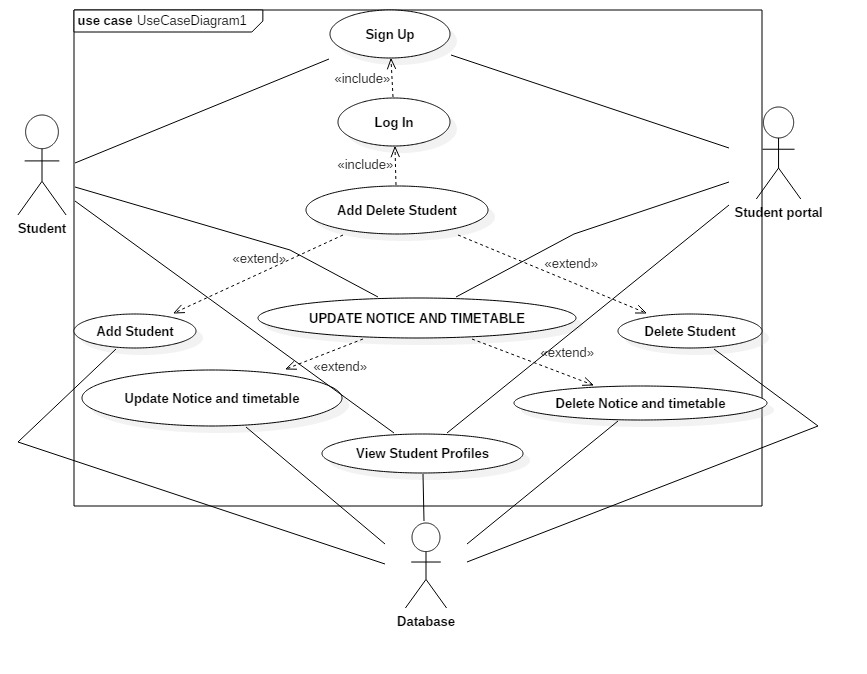 use case UseCaseDiagram1
Sign Up
«include»
Log In
«include»
Student
Student portal
Add Delete Student
«extend»
«extend»
UPDATE NOTICE AND TIMETABLE
Add Student
Delete Student
«extend»
«extend»
Update Notice and timetable
Delete Notice and timetable
View Student Profiles
Database